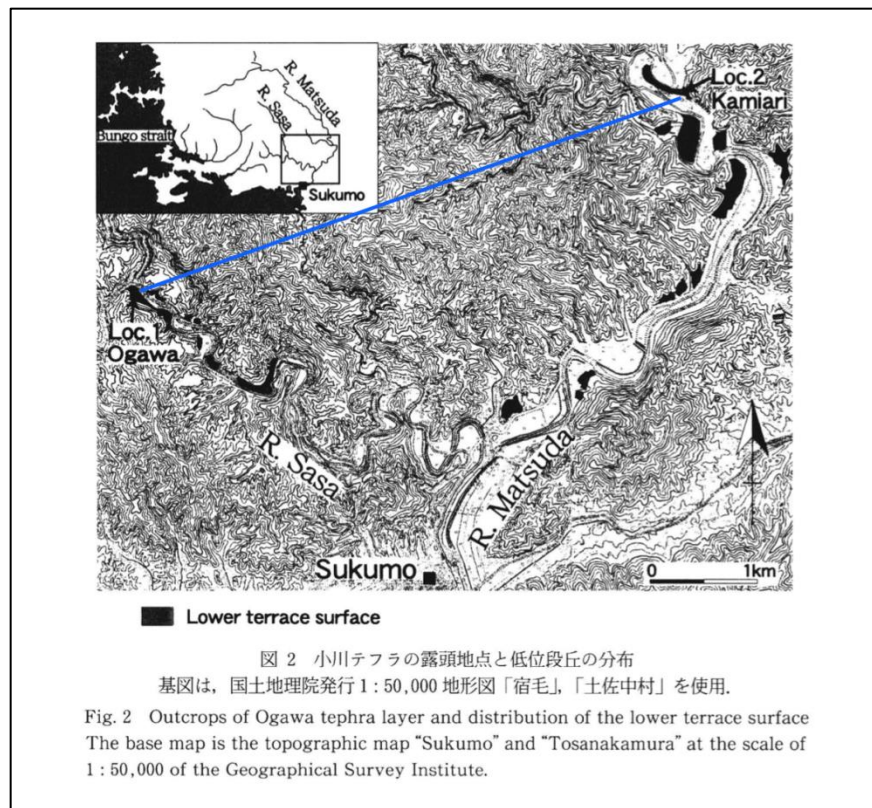 R. Matsuda
R. Sasa
Bungo strait
Sukumo
Loc.2
Kamiari
Loc.1
Ogawa
R. Sasa
R. Matsuda
Sukumo
0 1km
Lower terrace surface
図 2 小川テフラの露頭地点と低位段丘の分布
基図は，国土地理院発行 1 : 50,000 地形図「宿毛」，「土佐中村」を使用.
Fig. 2 Outcrops of Ogawa tephra layer and distribution of the lower terrace surface
The base map is the topographic map “Sukumo” and “Tosanakamura” at the scale of
1 : 50,000 of the Geographical Survey Institute.